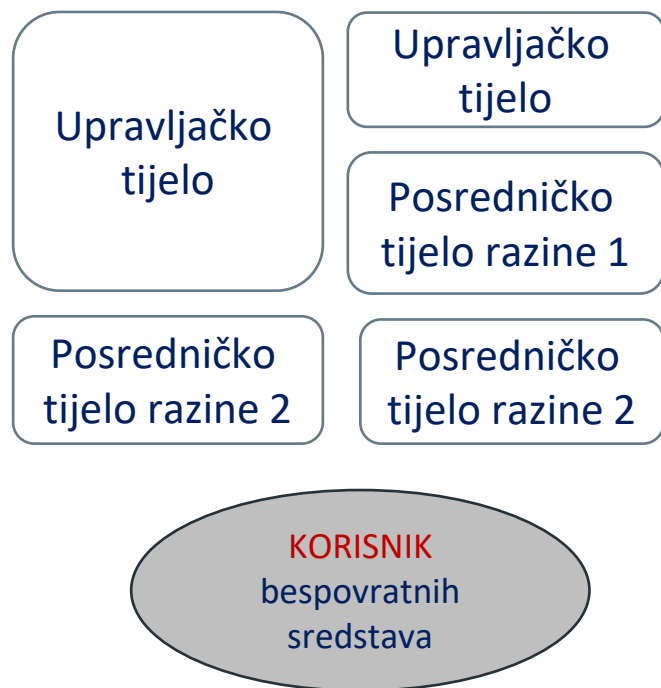 Upravljačko
tijelo
Upravljačko
tijelo
Posredničko
tijelo razine 1
Posredničko
tijelo razine 2
Posredničko
tijelo razine 2
KORISNIK
bespovratnih
sredstava